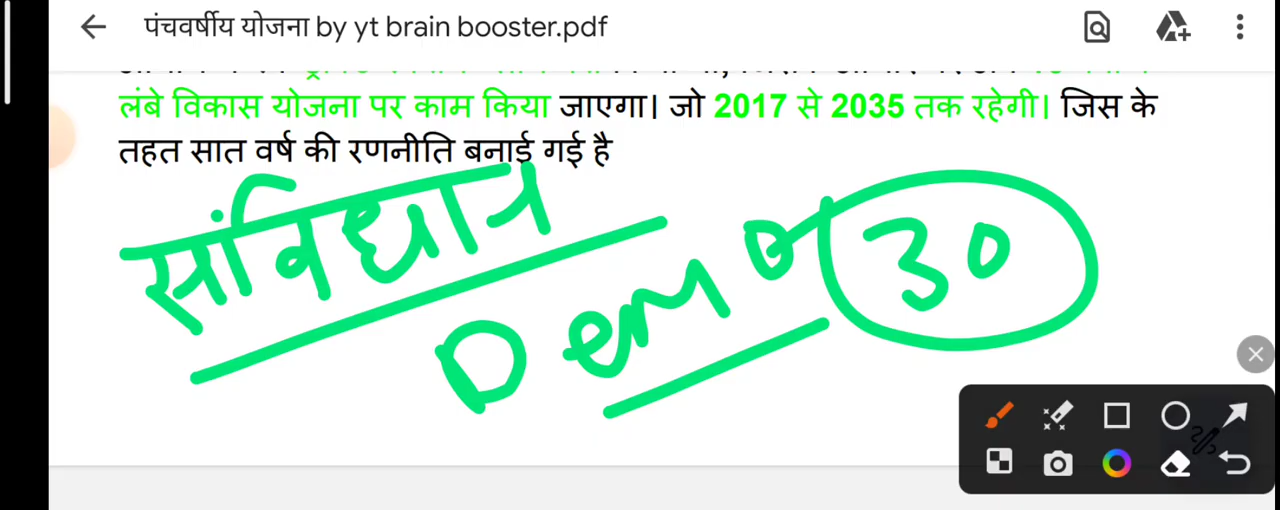 पंचवर्षीय योजना by yt brain booster.pdf
लंबे विकास योजना पर काम किया जाएगा। जो 2017 से 2035 तक रहेगी। जिस के
तहत सात वर्ष की रणनीति बनाई गई है
संविधान
Demo 30